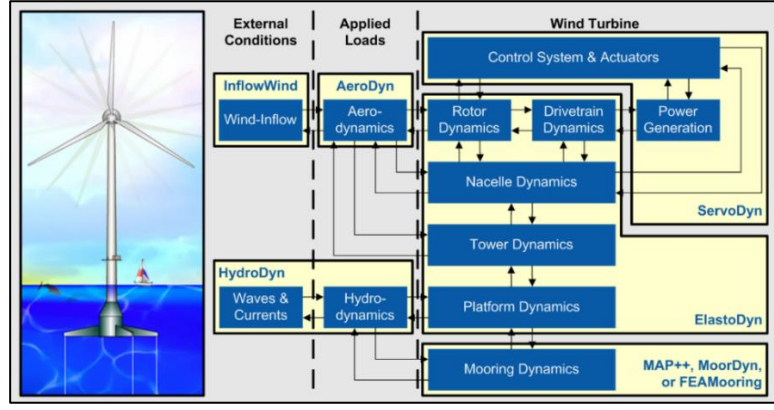 External
Conditions
Applied
Loads
Wind Turbine
Control System & Actuators
InflowWind
AeroDyn
Wind-Inflow
Aero-
dynamics
Rotor
Dynamics
Drivetrain
Dynamics
Power
Generation
Nacelle Dynamics
ServoDyn
Tower Dynamics
HydroDyn
Waves &
Currents
Hydro-
dynamics
Platform Dynamics
ElastoDyn
Mooring Dynamics
MAP++, MoorDyn,
or FEAMooring